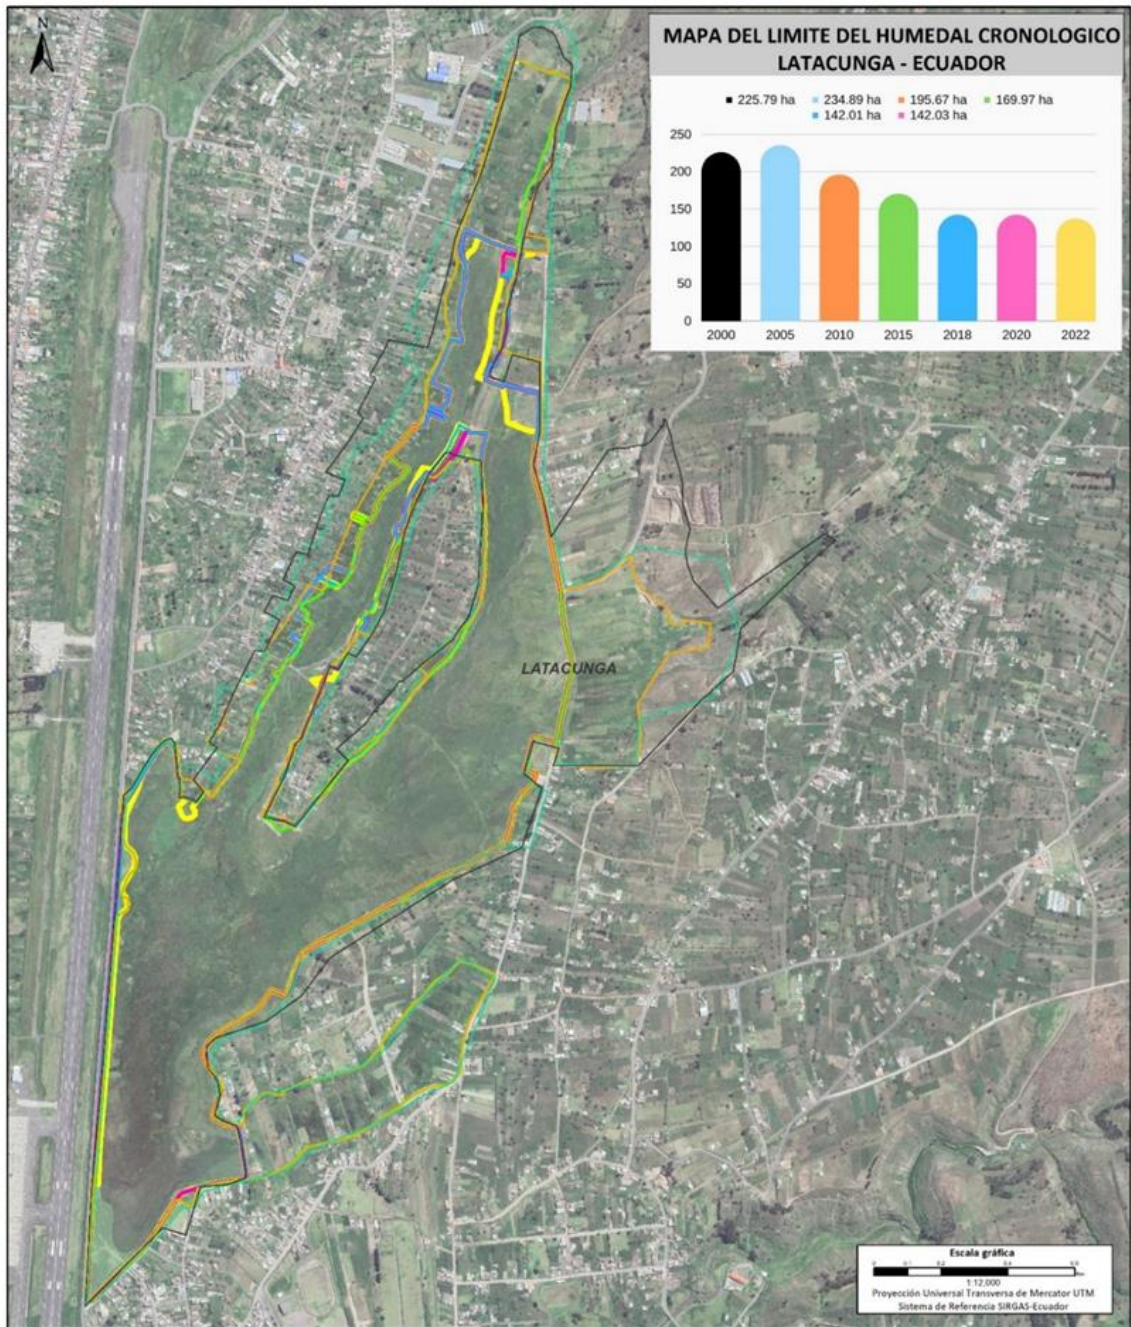 N
MAPA DEL LIMITE DEL HUMEDAL CRONOLOGICO
LATACUNGA - ECUADOR
225.79 ha 234.89 ha 195.67 ha 169.97 ha
142.01 ha 142.03 ha
250
200
150
100
50
0
2000 2005 2010 2015 2018 2020 2022
LATACUNGA
Escala gráfica
1:12,000
Proyección Universal Transversa de Mercator UTM
Sistema de Referencia SIRGAS-Ecuador